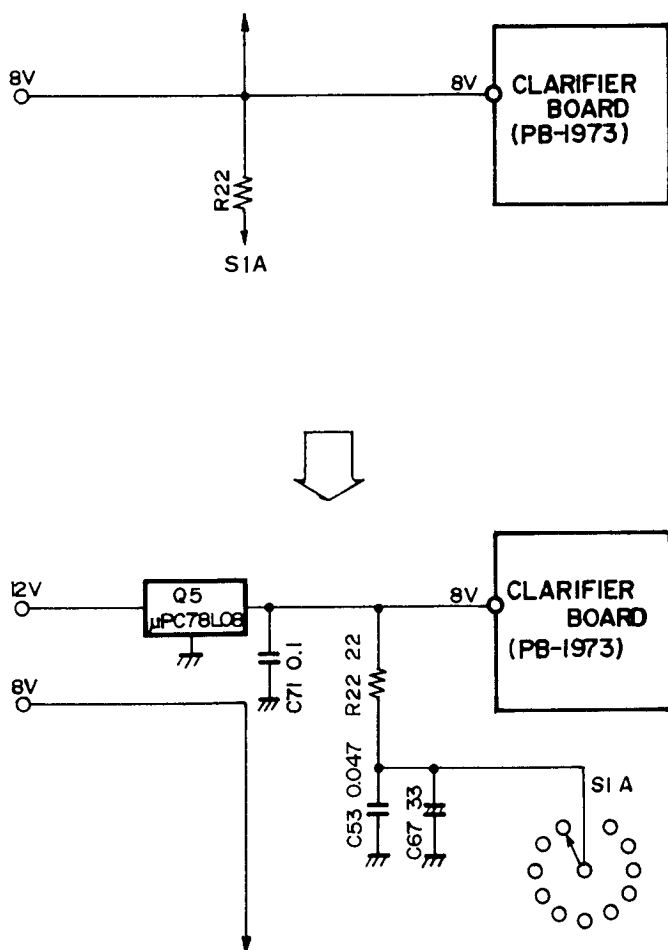 8V
8V
CLARIFIER
BOARD
(PB-1973)
R22
S1A
12V
Q5
µPC78L08
8V
CLARIFIER
BOARD
(PB-1973)
C71 0.1
R22 22
8V
C53 0.047
C67 33
S1A